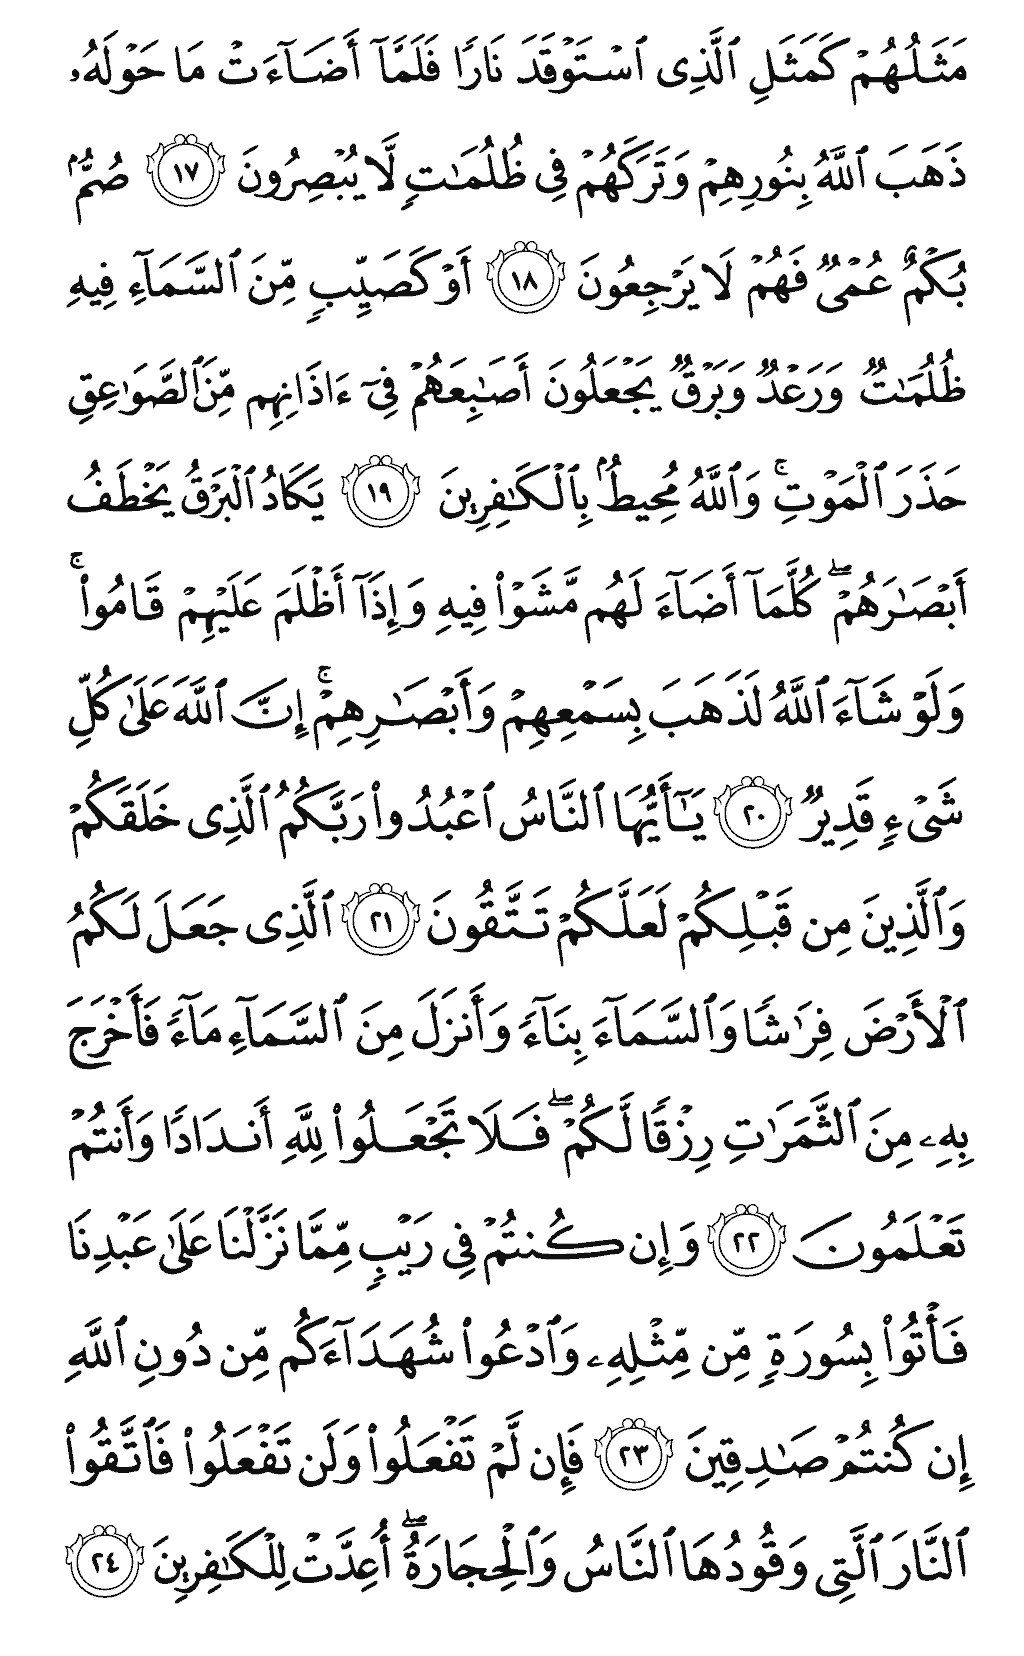 مَثَلُهُمْ كَمَثَلِ ٱلَّذِى ٱسْتَوْقَدَ نَارًا فَلَمَّآ أَضَآءَتْ مَا حَوْلَهُۥ
ذَهَبَ ٱللَّهُ بِنُورِهِمْ وَتَرَكَهُمْ فِى ظُلُمَٰتٍ لَّا يُبْصِرُونَ ١٧ صُمٌّۢ
بُكْمٌ عُمْىٌ فَهُمْ لَا يَرْجِعُونَ ١٨ أَوْ كَصَيِّبٍ مِّنَ ٱلسَّمَآءِ فِيهِ
ظُلُمَٰتٌ وَرَعْدٌ وَبَرْقٌ يَجْعَلُونَ أَصَٰبِعَهُمْ فِىٓ ءَاذَانِهِم مِّنَ ٱلصَّوَٰعِقِ
حَذَرَ ٱلْمَوْتِ ۚ وَٱللَّهُ مُحِيطٌۢ بِٱلْكَٰفِرِينَ ١٩ يَكَادُ ٱلْبَرْقُ يَخْطَفُ
أَبْصَٰرَهُمْ ۖ كُلَّمَآ أَضَآءَ لَهُم مَّشَوْا۟ فِيهِ وَإِذَآ أَظْلَمَ عَلَيْهِمْ قَامُوا۟ ۚ
وَلَوْ شَآءَ ٱللَّهُ لَذَهَبَ بِسَمْعِهِمْ وَأَبْصَٰرِهِمْ ۚ إِنَّ ٱللَّهَ عَلَىٰ كُلِّ
شَىْءٍ قَدِيرٌ ٢٠ يَٰٓأَيُّهَا ٱلنَّاسُ ٱعْبُدُوا۟ رَبَّكُمُ ٱلَّذِى خَلَقَكُمْ
وَٱلَّذِينَ مِن قَبْلِكُمْ لَعَلَّكُمْ تَتَّقُونَ ٢١ ٱلَّذِى جَعَلَ لَكُمُ
ٱلْأَرْضَ فِرَٰشًا وَٱلسَّمَآءَ بِنَآءً وَأَنزَلَ مِنَ ٱلسَّمَآءِ مَآءً فَأَخْرَجَ
بِهِۦ مِنَ ٱلثَّمَرَٰتِ رِزْقًا لَّكُمْ ۖ فَلَا تَجْعَلُوا۟ لِلَّهِ أَندَادًا وَأَنتُمْ
تَعْلَمُونَ ٢٢ وَإِن كُنتُمْ فِى رَيْبٍ مِّمَّا نَزَّلْنَا عَلَىٰ عَبْدِنَا
فَأْتُوا۟ بِسُورَةٍ مِّن مِّثْلِهِۦ وَٱدْعُوا۟ شُهَدَآءَكُم مِّن دُونِ ٱللَّهِ
إِن كُنتُمْ صَٰدِقِينَ ٢٣ فَإِن لَّمْ تَفْعَلُوا۟ وَلَن تَفْعَلُوا۟ فَٱتَّقُوا۟
ٱلنَّارَ ٱلَّتِى وَقُودُهَا ٱلنَّاسُ وَٱلْحِجَارَةُ ۖ أُعِدَّتْ لِلْكَٰفِرِينَ ٢٤